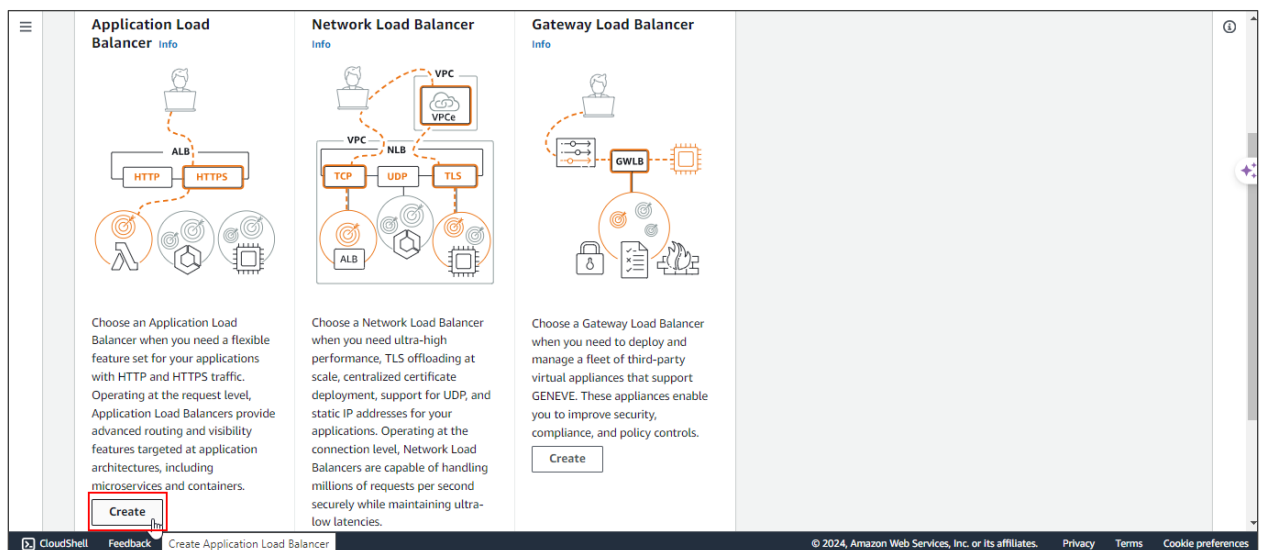 Application Load
Balancer Info
ALB
HTTP HTTPS
Choose an Application Load
Balancer when you need a flexible
feature set for your applications
with HTTP and HTTPS traffic.
Operating at the request level,
Application Load Balancers provide
advanced routing and visibility
features targeted at application
architectures, including
microservices and containers.
Create
Network Load Balancer
Info
VPC
VPCe
VPC
NLB
TCP UDP TLS
ALB
Choose a Network Load Balancer
when you need ultra-high
performance, TLS offloading at
scale, centralized certificate
deployment, support for UDP, and
static IP addresses for your
applications. Operating at the
connection level, Network Load
Balancers are capable of handling
millions of requests per second
securely while maintaining ultra-
low latencies.
Gateway Load Balancer
Info
GWLB
Choose a Gateway Load Balancer
when you need to deploy and
manage a fleet of third-party
virtual appliances that support
GENEVE. These appliances enable
you to improve security,
compliance, and policy controls.
Create
CloudShell Feedback Create Application Load Balancer © 2024, Amazon Web Services, Inc. or its affiliates. Privacy Terms Cookie preferences